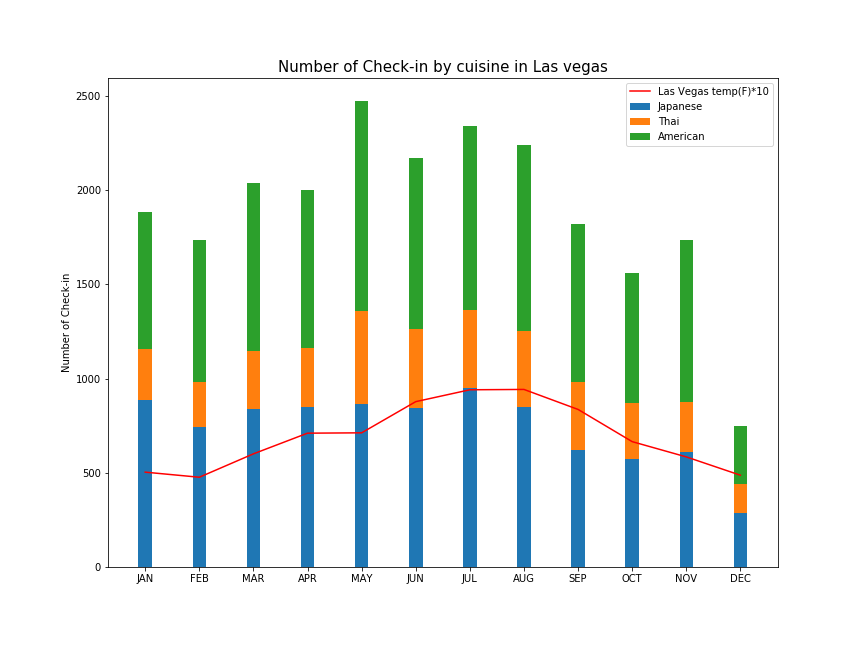 Number of Check-in by cuisine in Las vegas
Las Vegas temp(F)*10
Japanese
Thai
American
Number of Check-in
2500
2000
1500
1000
500
0
JAN FEB MAR APR MAY JUN JUL AUG SEP OCT NOV DEC